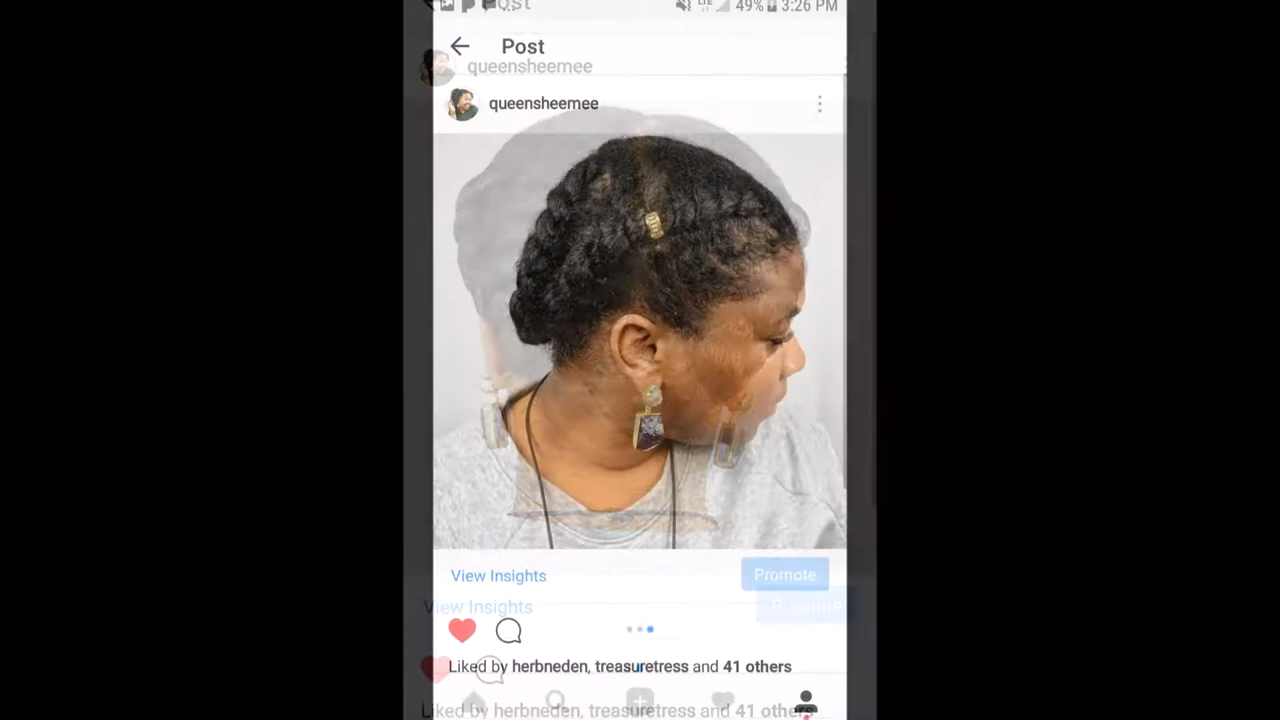 49% 3:26 PM
Post
queensheemee
queensheemee
View Insights
Promote
View Insights
Promote
Liked by herbneden, treasuretress and 41 others
Liked by herbneden, treasuretress and 41 others